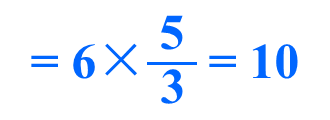 = 6 × 5/3 = 10